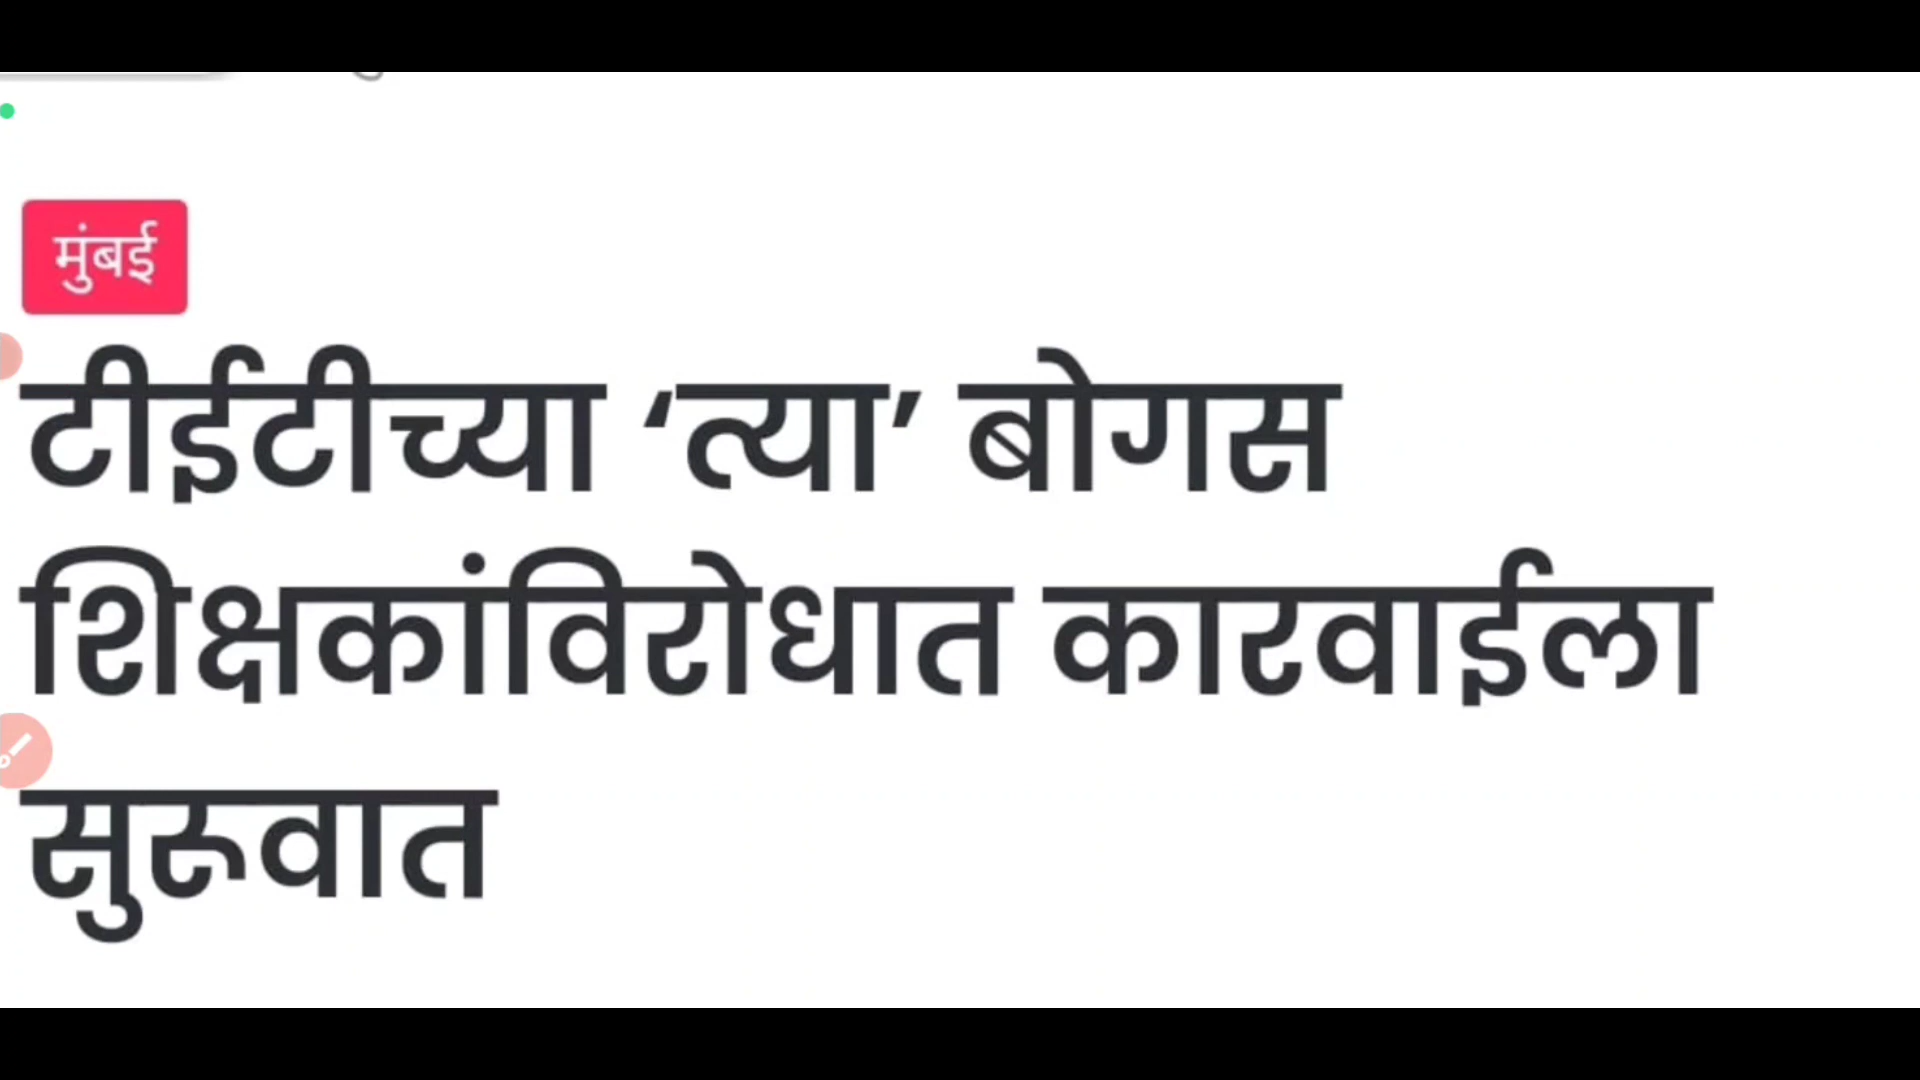 मुंबई
टीईटीच्या ‘त्या’ बोगस
शिक्षकांविरोधात कारवाईला
सुरूवात